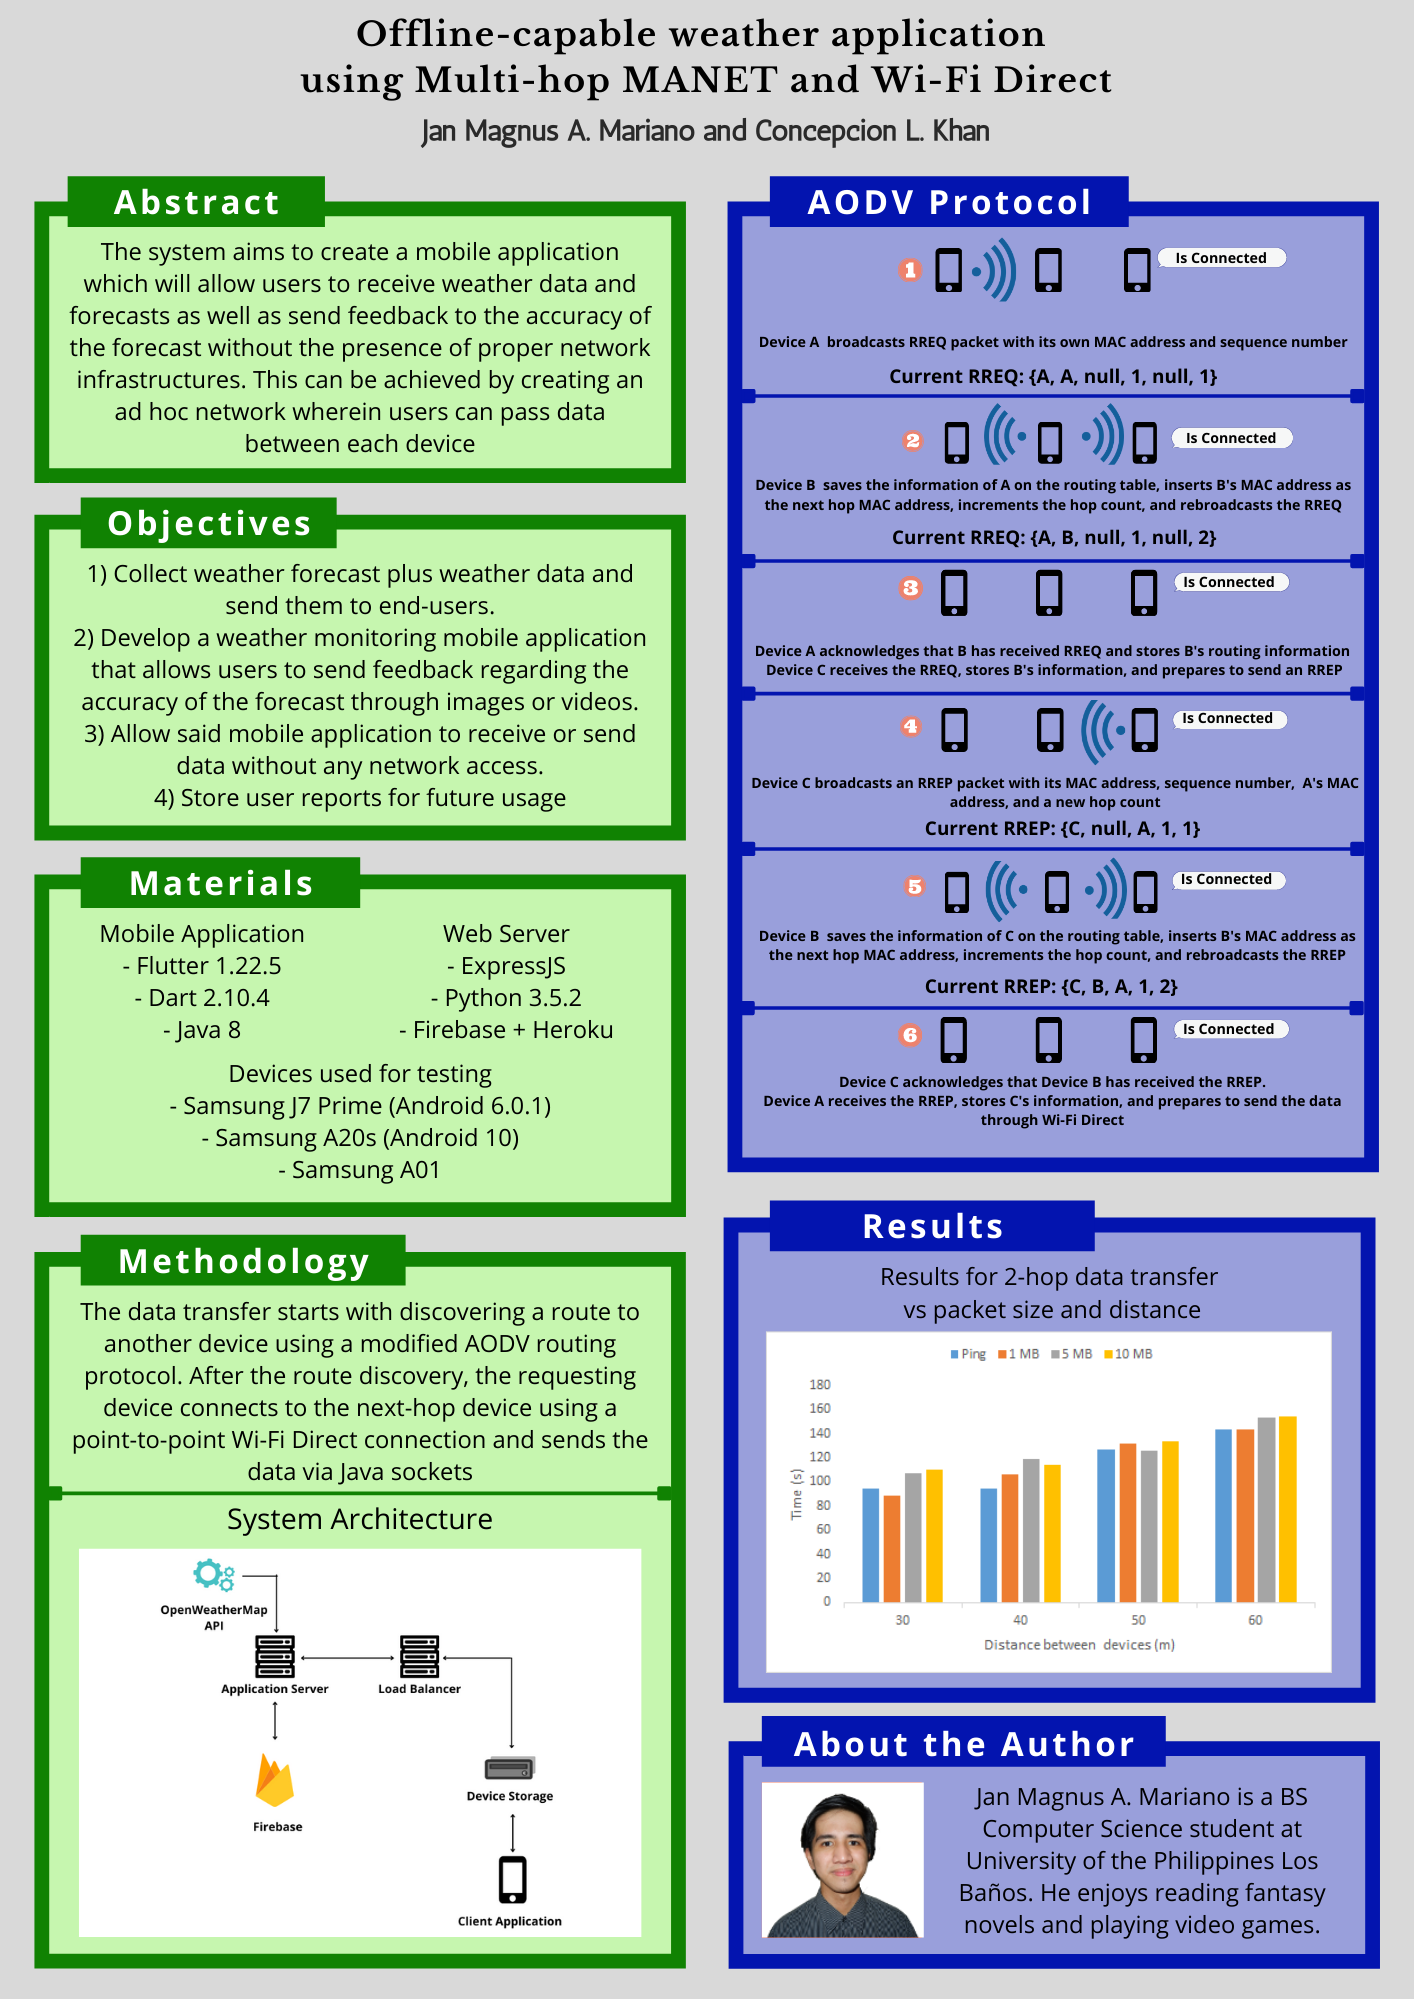 Offline-capable weather application
using Multi-hop MANET and Wi-Fi Direct
Jan Magnus A. Mariano and Concepcion L. Khan
Abstract
The system aims to create a mobile application
which will allow users to receive weather data and
forecasts as well as send feedback to the accuracy of
the forecast without the presence of proper network
infrastructures. This can be achieved by creating an
ad hoc network wherein users can pass data
between each device
Objectives
1) Collect weather forecast plus weather data and
send them to end-users.
2) Develop a weather monitoring mobile application
that allows users to send feedback regarding the
accuracy of the forecast through images or videos.
3) Allow said mobile application to receive or send
data without any network access.
4) Store user reports for future usage
Materials
Mobile Application
- Flutter 1.22.5
- Dart 2.10.4
- Java 8
Web Server
- ExpressJS
- Python 3.5.2
- Firebase + Heroku
Devices used for testing
- Samsung J7 Prime (Android 6.0.1)
- Samsung A20s (Android 10)
- Samsung A01
Methodology
The data transfer starts with discovering a route to
another device using a modified AODV routing
protocol. After the route discovery, the requesting
device connects to the next-hop device using a
point-to-point Wi-Fi Direct connection and sends the
data via Java sockets
System Architecture
OpenWeatherMap
API
Application Server
Load Balancer
Firebase
Device Storage
Client Application
AODV Protocol
1
Is Connected
Device A broadcasts RREQ packet with its own MAC address and sequence number
Current RREQ: {A, A, null, 1, null, 1}
2
Is Connected
Device B saves the information of A on the routing table, inserts B's MAC address as
the next hop MAC address, increments the hop count, and rebroadcasts the RREQ
Current RREQ: {A, B, null, 1, null, 2}
3
Is Connected
Device A acknowledges that B has received RREQ and stores B's routing information
Device C receives the RREQ, stores B's information, and prepares to send an RREP
4
Is Connected
Device C broadcasts an RREP packet with its MAC address, sequence number, A's MAC
address, and a new hop count
Current RREP: {C, null, A, 1, 1}
5
Is Connected
Device B saves the information of C on the routing table, inserts B's MAC address as
the next hop MAC address, increments the hop count, and rebroadcasts the RREP
Current RREP: {C, B, A, 1, 2}
6
Is Connected
Device C acknowledges that Device B has received the RREP.
Device A receives the RREP, stores C's information, and prepares to send the data
through Wi-Fi Direct
Results
Results for 2-hop data transfer
vs packet size and distance
Ping 1 MB 5 MB 10 MB
180
160
140
120
100
80
60
40
20
0
Time (s)
30 40 50 60
Distance between devices (m)
About the Author
Jan Magnus A. Mariano is a BS
Computer Science student at
University of the Philippines Los
Baños. He enjoys reading fantasy
novels and playing video games.